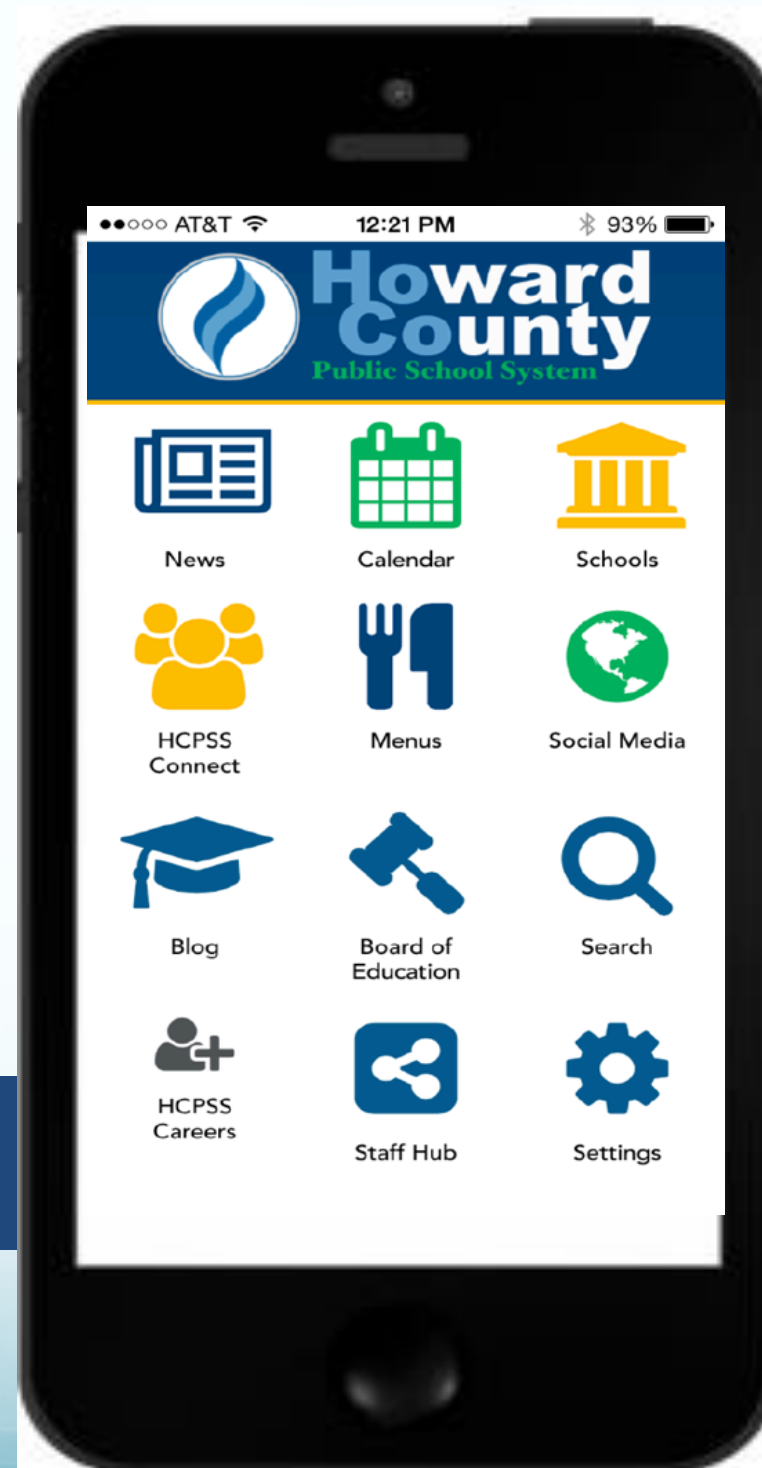 AT&T 12:21 PM 93%
Howard
County
Public School System
News Calendar Schools
HCPSS
Connect
Menus Social Media
Blog
Board of
Education
Search
HCPSS
Careers
Staff Hub Settings